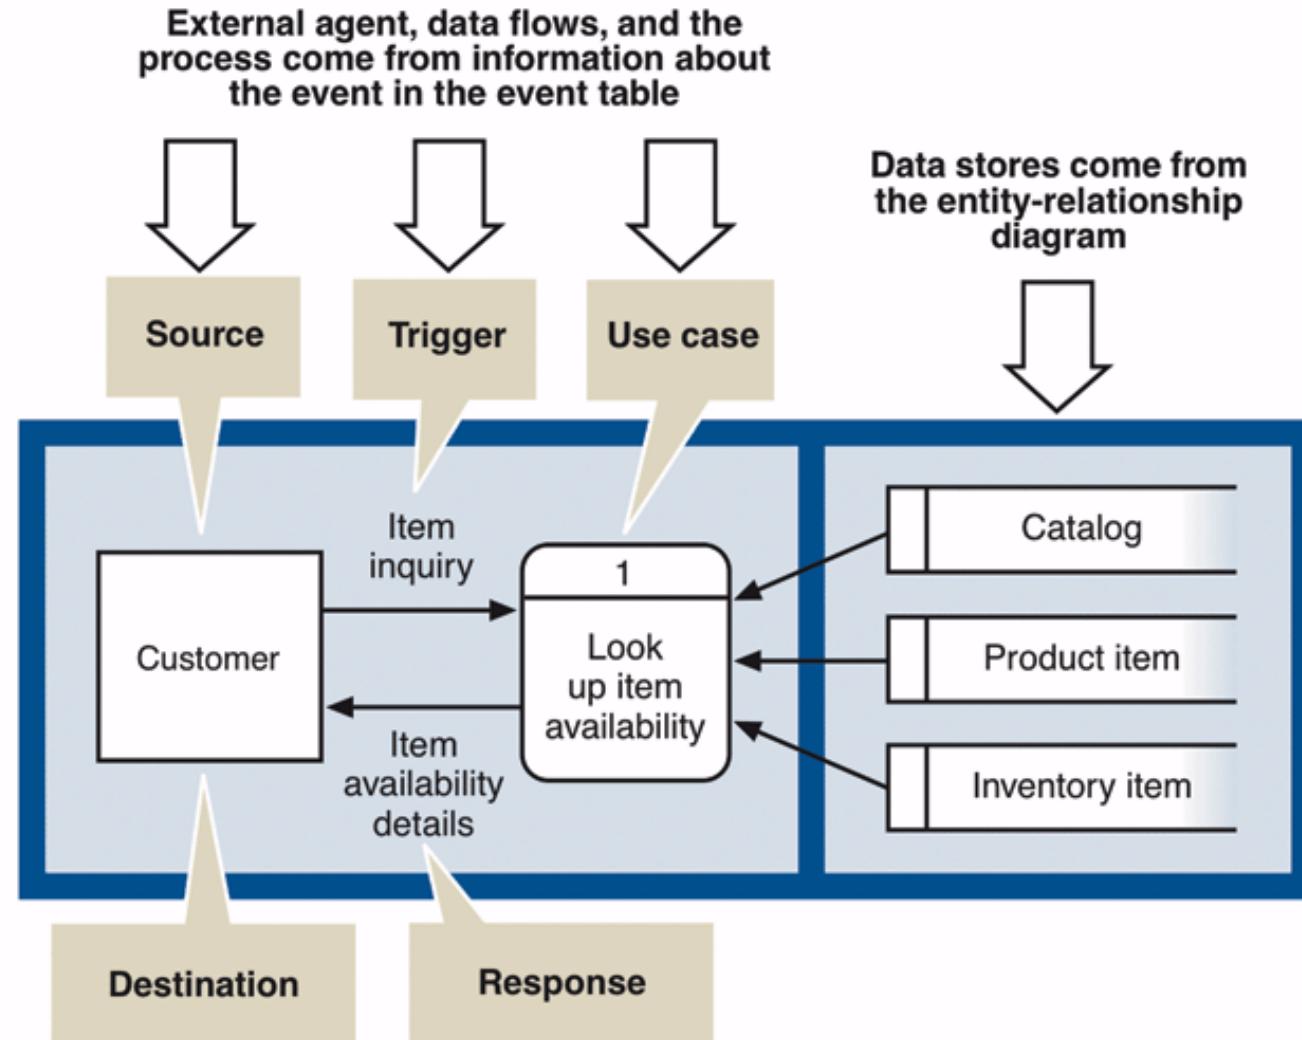 External agent, data flows, and the
process come from information about
the event in the event table
Data stores come from
the entity-relationship
diagram
Source
Trigger
Use case
Item
inquiry
Customer
1
Look
up item
availability
Item
availability
details
Catalog
Product item
Inventory item
Destination
Response